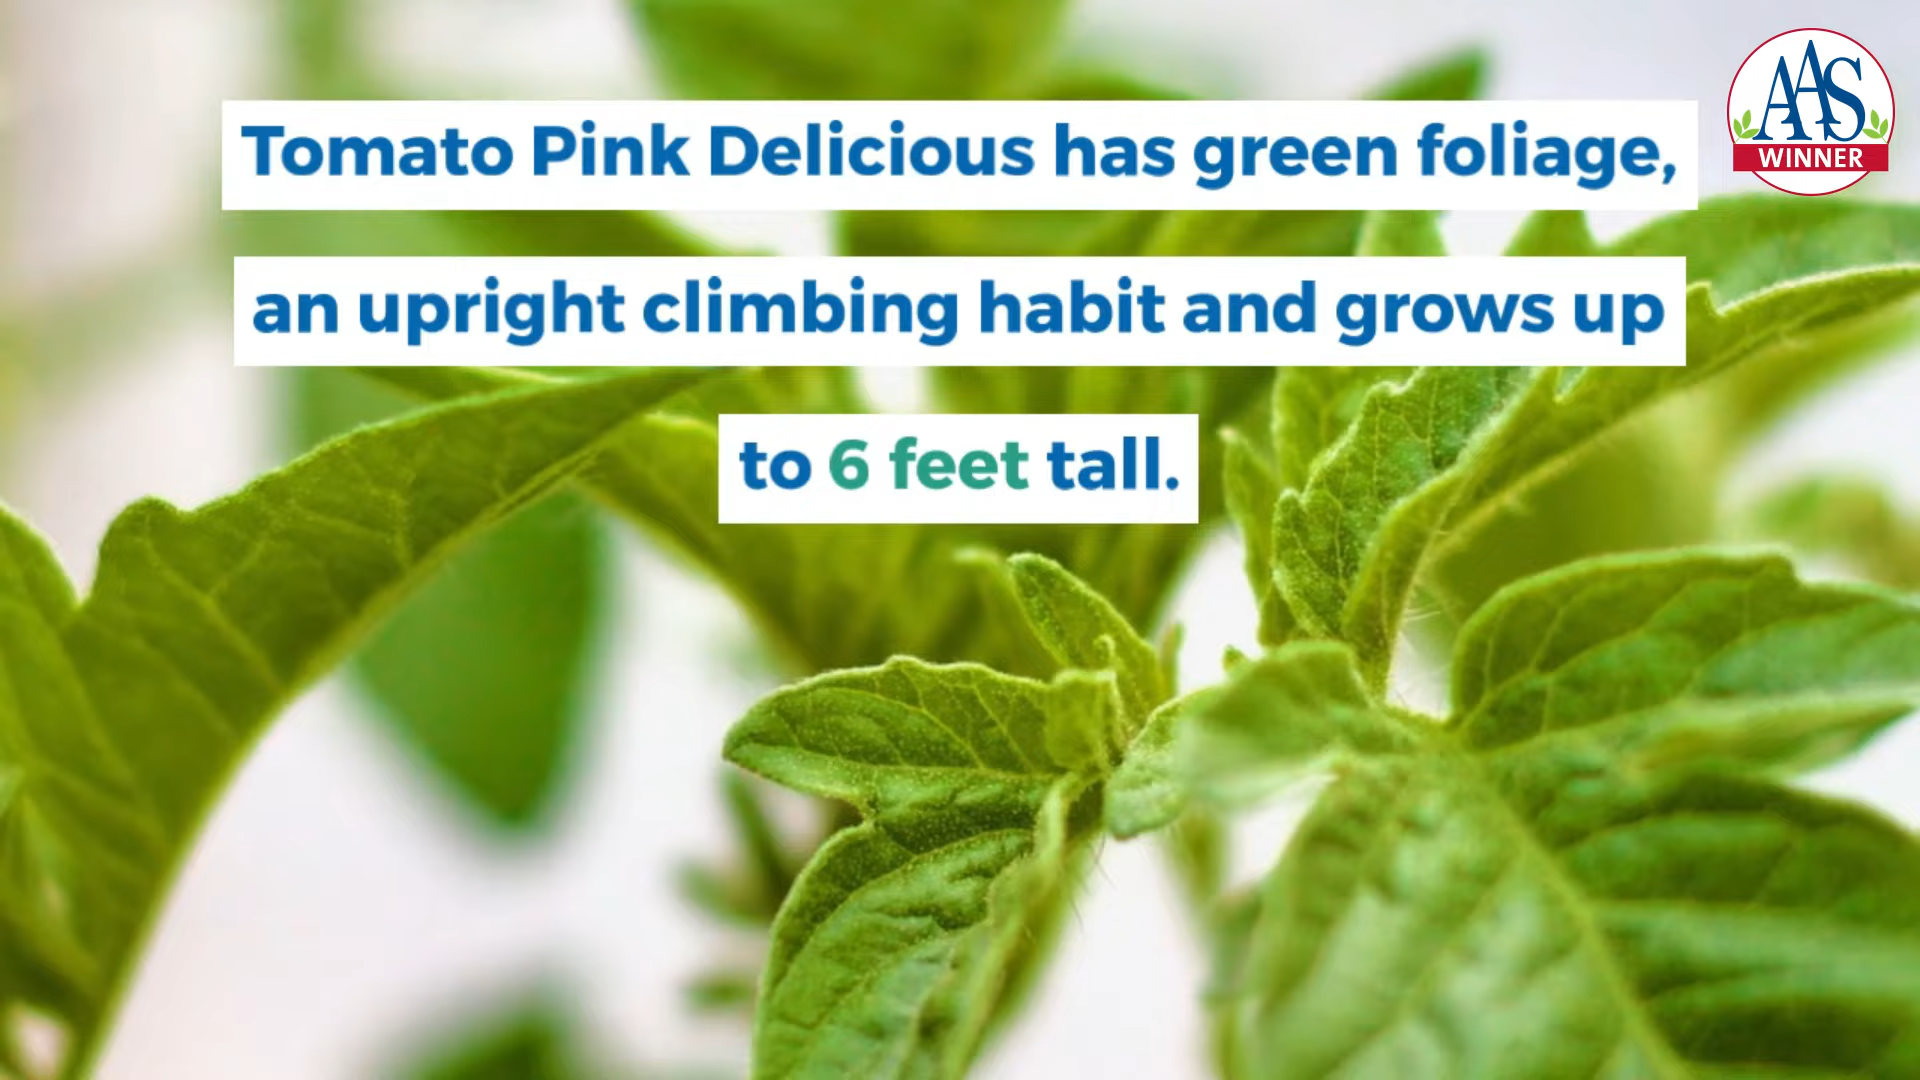 Tomato Pink Delicious has green foliage,
an upright climbing habit and grows up
to 6 feet tall.
AAS
WINNER